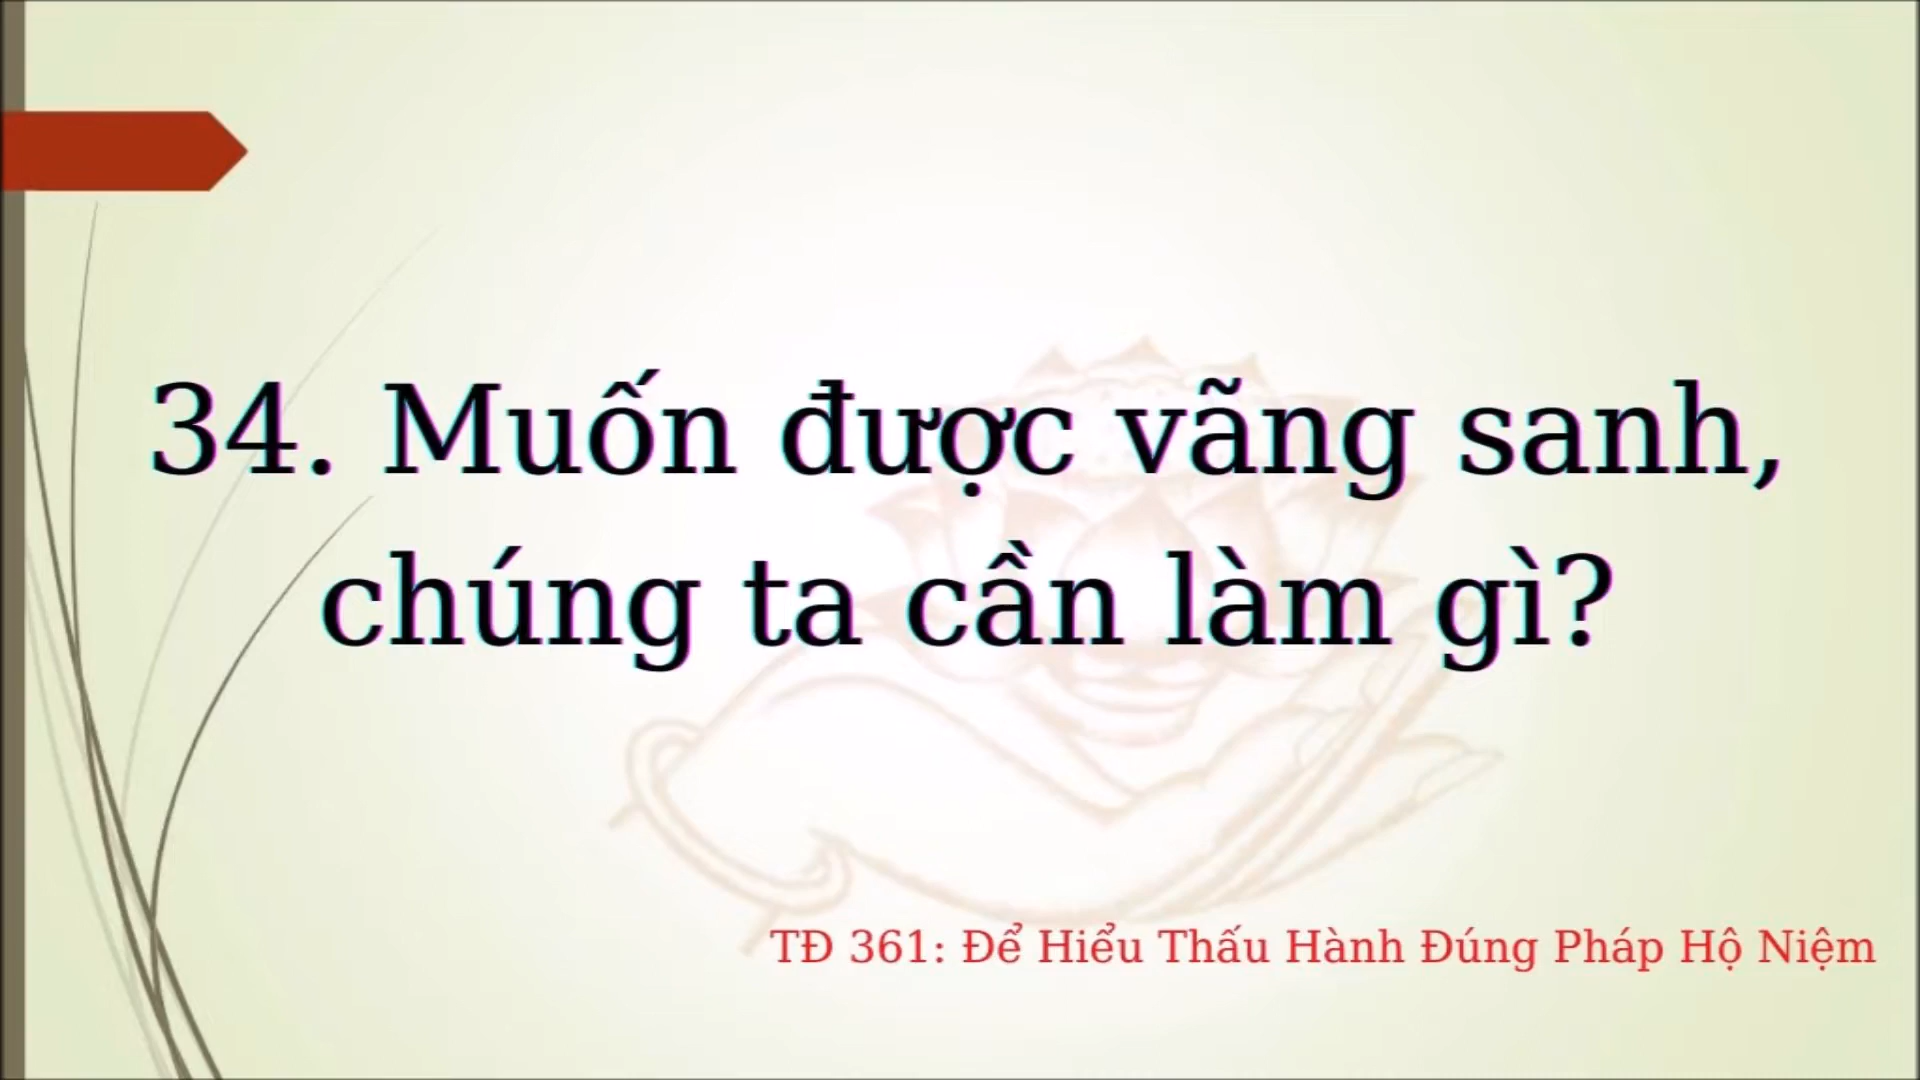 34. Muốn được vãng sanh,
chúng ta cần làm gì?
TĐ 361: Để Hiểu Thấu Hành Đúng Pháp Hộ Niệm